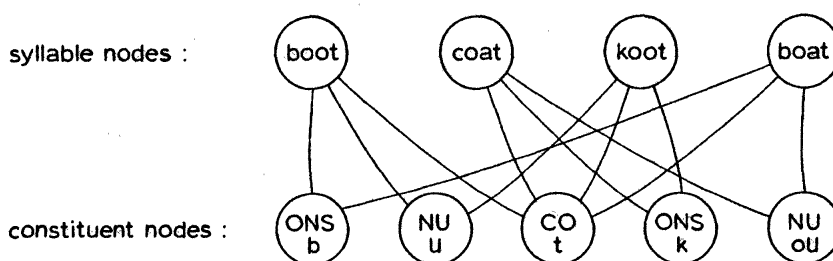 syllable nodes : boot coat koot boat
constituent nodes : ONS b NU u CO t ONS k NU ou